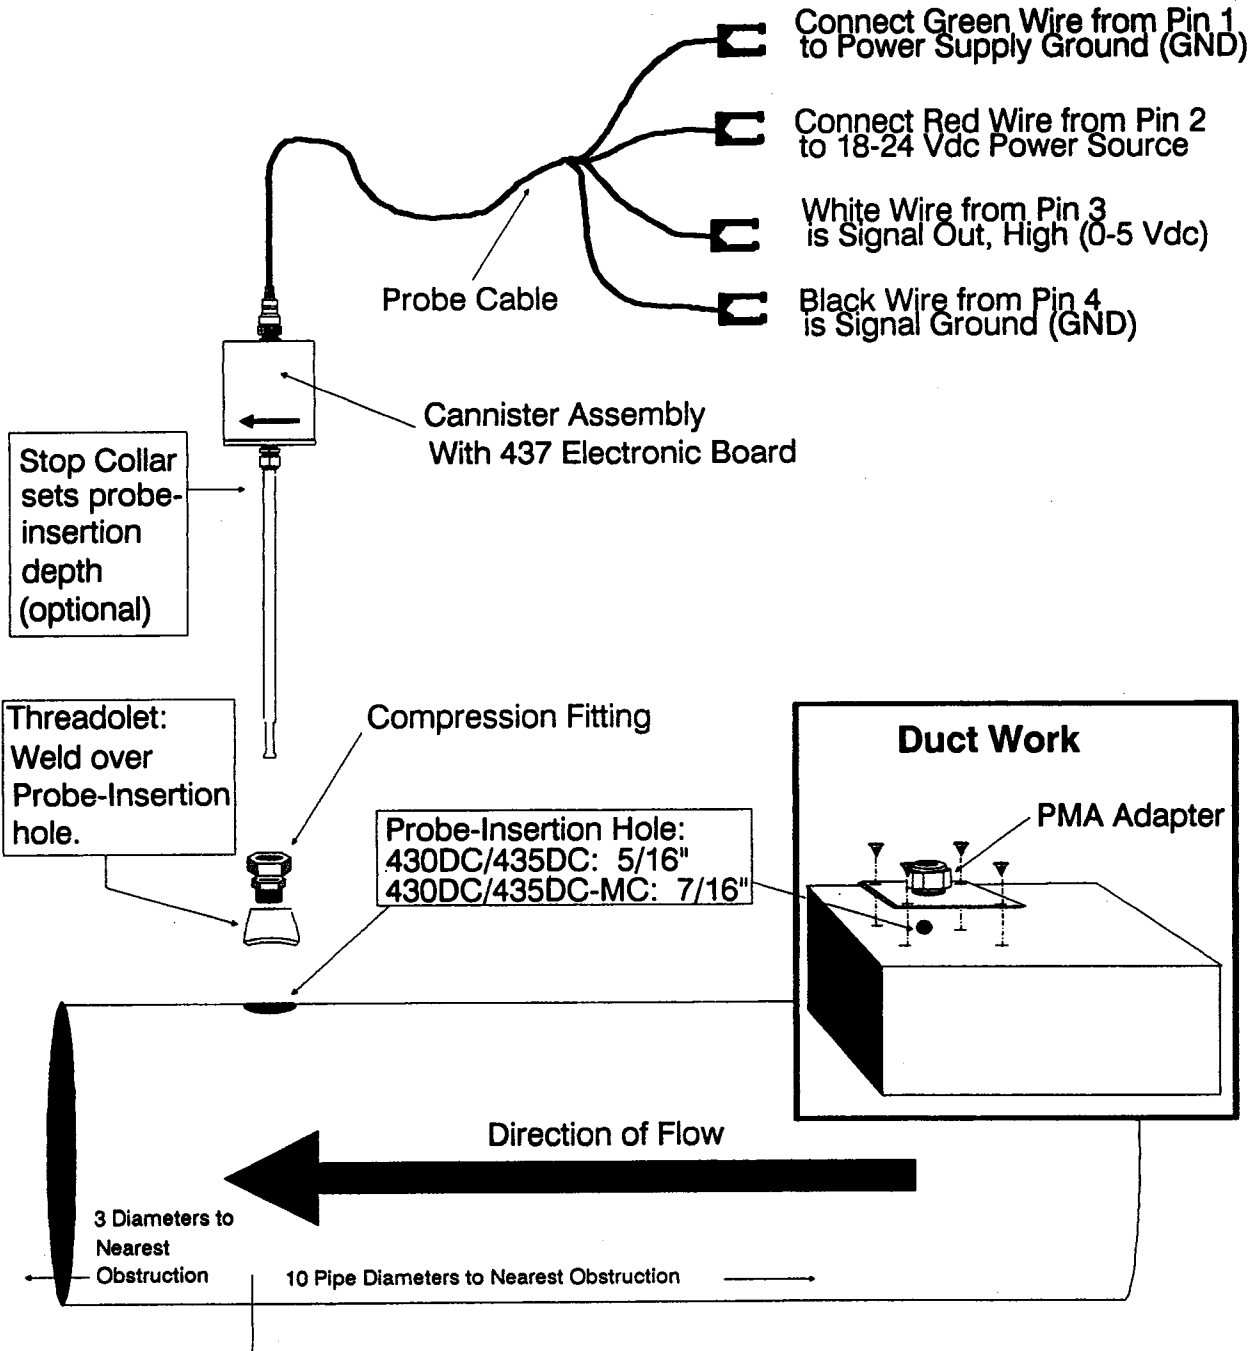 Connect Green Wire from Pin 1
to Power Supply Ground (GND)
Connect Red Wire from Pin 2
to 18-24 Vdc Power Source
White Wire from Pin 3
is Signal Out, High (0-5 Vdc)
Black Wire from Pin 4
is Signal Ground (GND)
Probe Cable
Cannister Assembly
With 437 Electronic Board
Stop Collar
sets probe-
insertion
depth
(optional)
Threadolet:
Weld over
Probe-Insertion
hole.
Compression Fitting
Probe-Insertion Hole:
430DC/435DC: 5/16"
430DC/435DC-MC: 7/16"
Duct Work
PMA Adapter
Direction of Flow
3 Diameters to
Nearest
Obstruction
10 Pipe Diameters to Nearest Obstruction